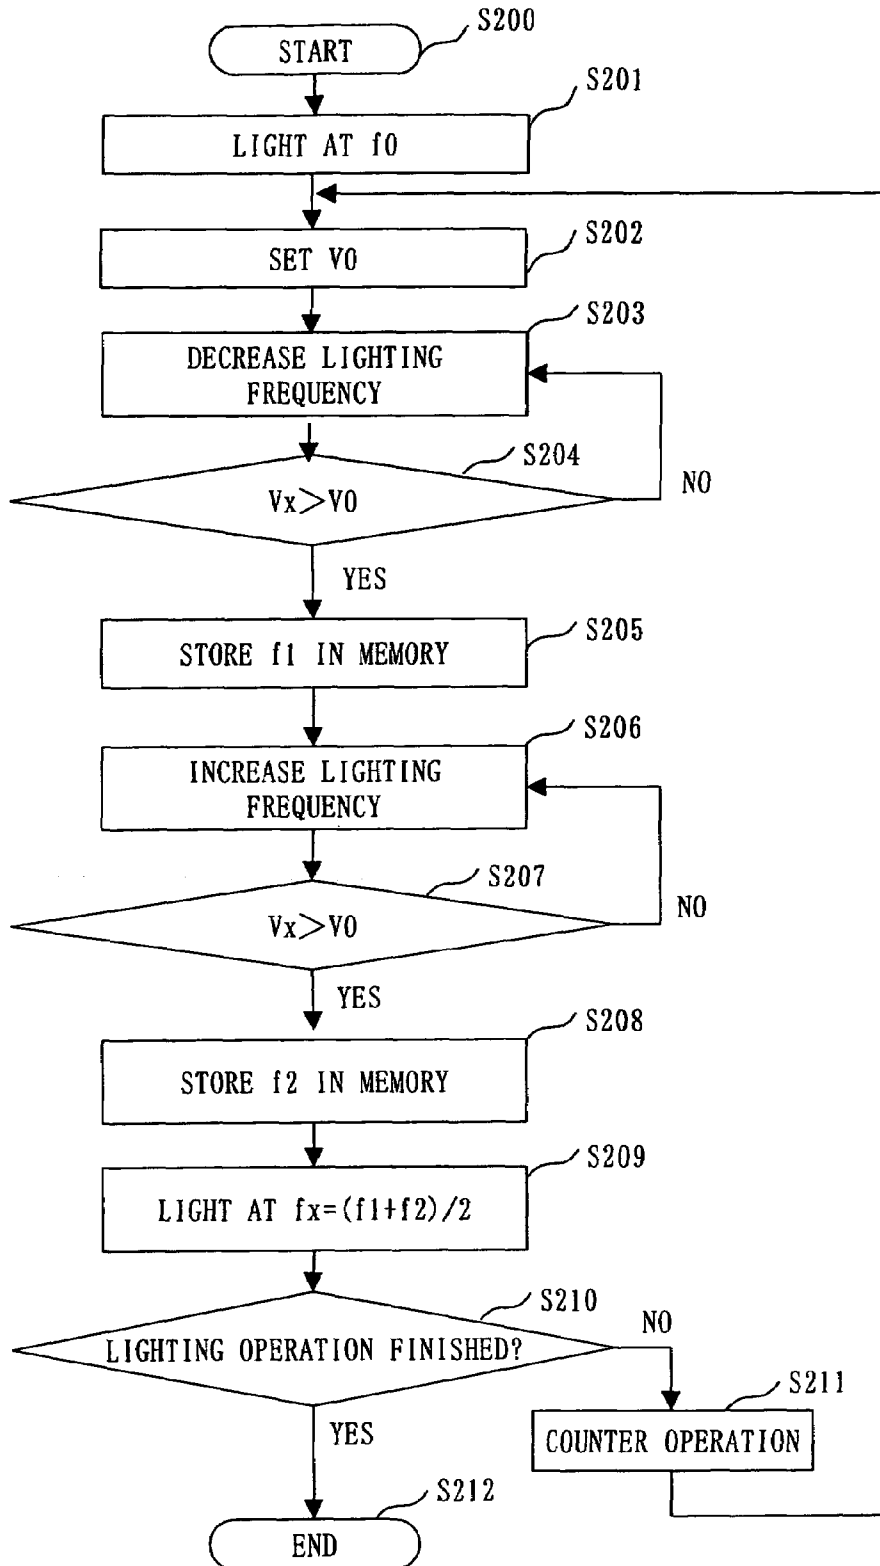 START
S200
S201
LIGHT AT f0
S202
SET V0
S203
DECREASE LIGHTING
FREQUENCY
S204
Vx>V0
NO
YES
S205
STORE f1 IN MEMORY
S206
INCREASE LIGHTING
FREQUENCY
S207
Vx>V0
NO
YES
S208
STORE f2 IN MEMORY
S209
LIGHT AT fx=(f1+f2)/2
S210
LIGHTING OPERATION FINISHED?
NO
S211
COUNTER OPERATION
YES
S212
END